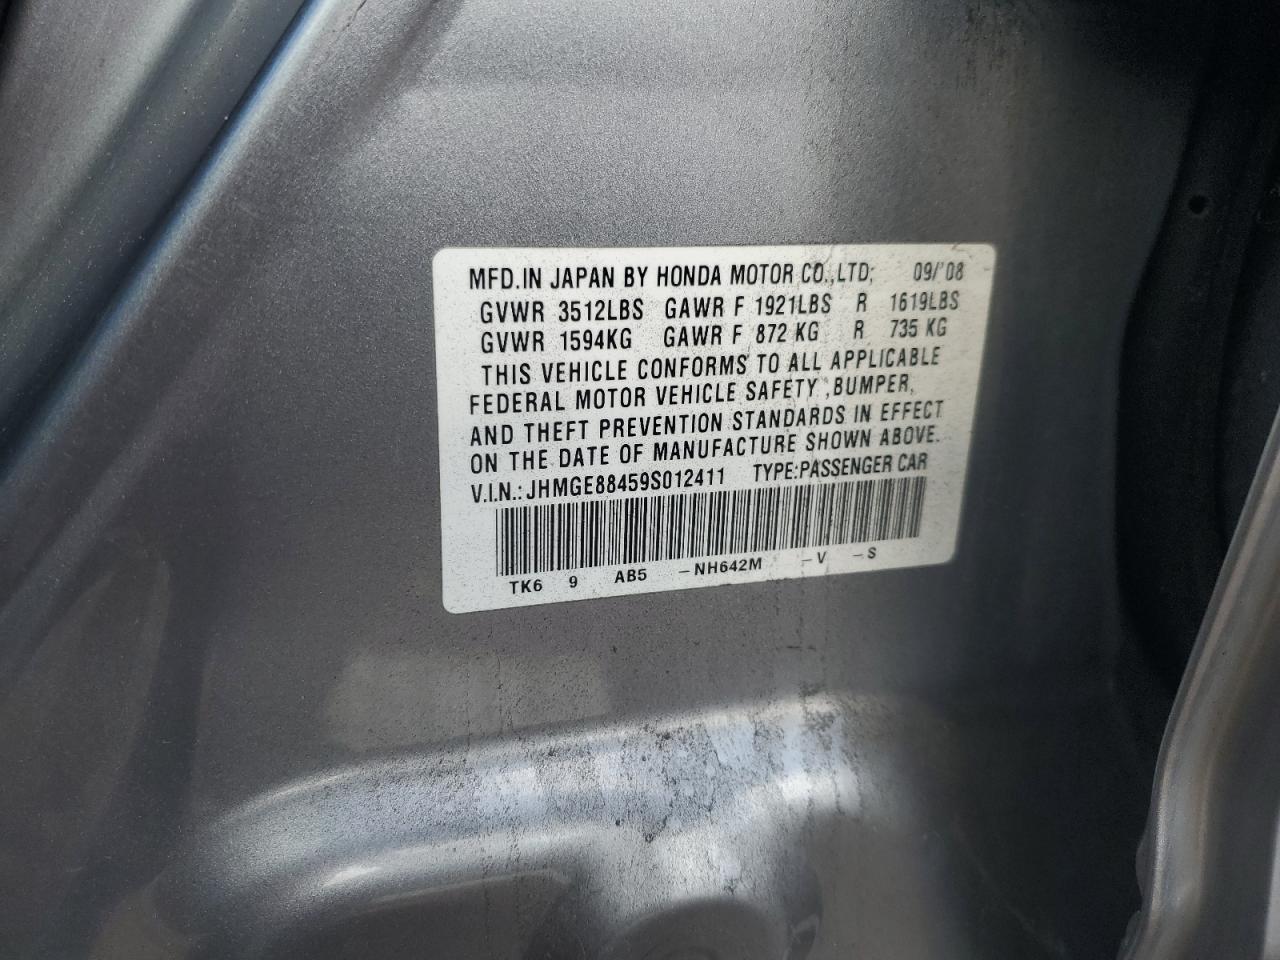 MFD.IN JAPAN BY HONDA MOTOR CO.,LTD; 09/'08
GVWR 3512LBS GAWR F 1921LBS R 1619LBS
GVWR 1594KG GAWR F 872 KG R 735 KG
THIS VEHICLE CONFORMS TO ALL APPLICABLE
FEDERAL MOTOR VEHICLE SAFETY ,BUMPER,
AND THEFT PREVENTION STANDARDS IN EFFECT
ON THE DATE OF MANUFACTURE SHOWN ABOVE.
V.I.N.: JHMGE88459S012411 TYPE:PASSENGER CAR
TK6 9 AB5 -NH642M -V -S